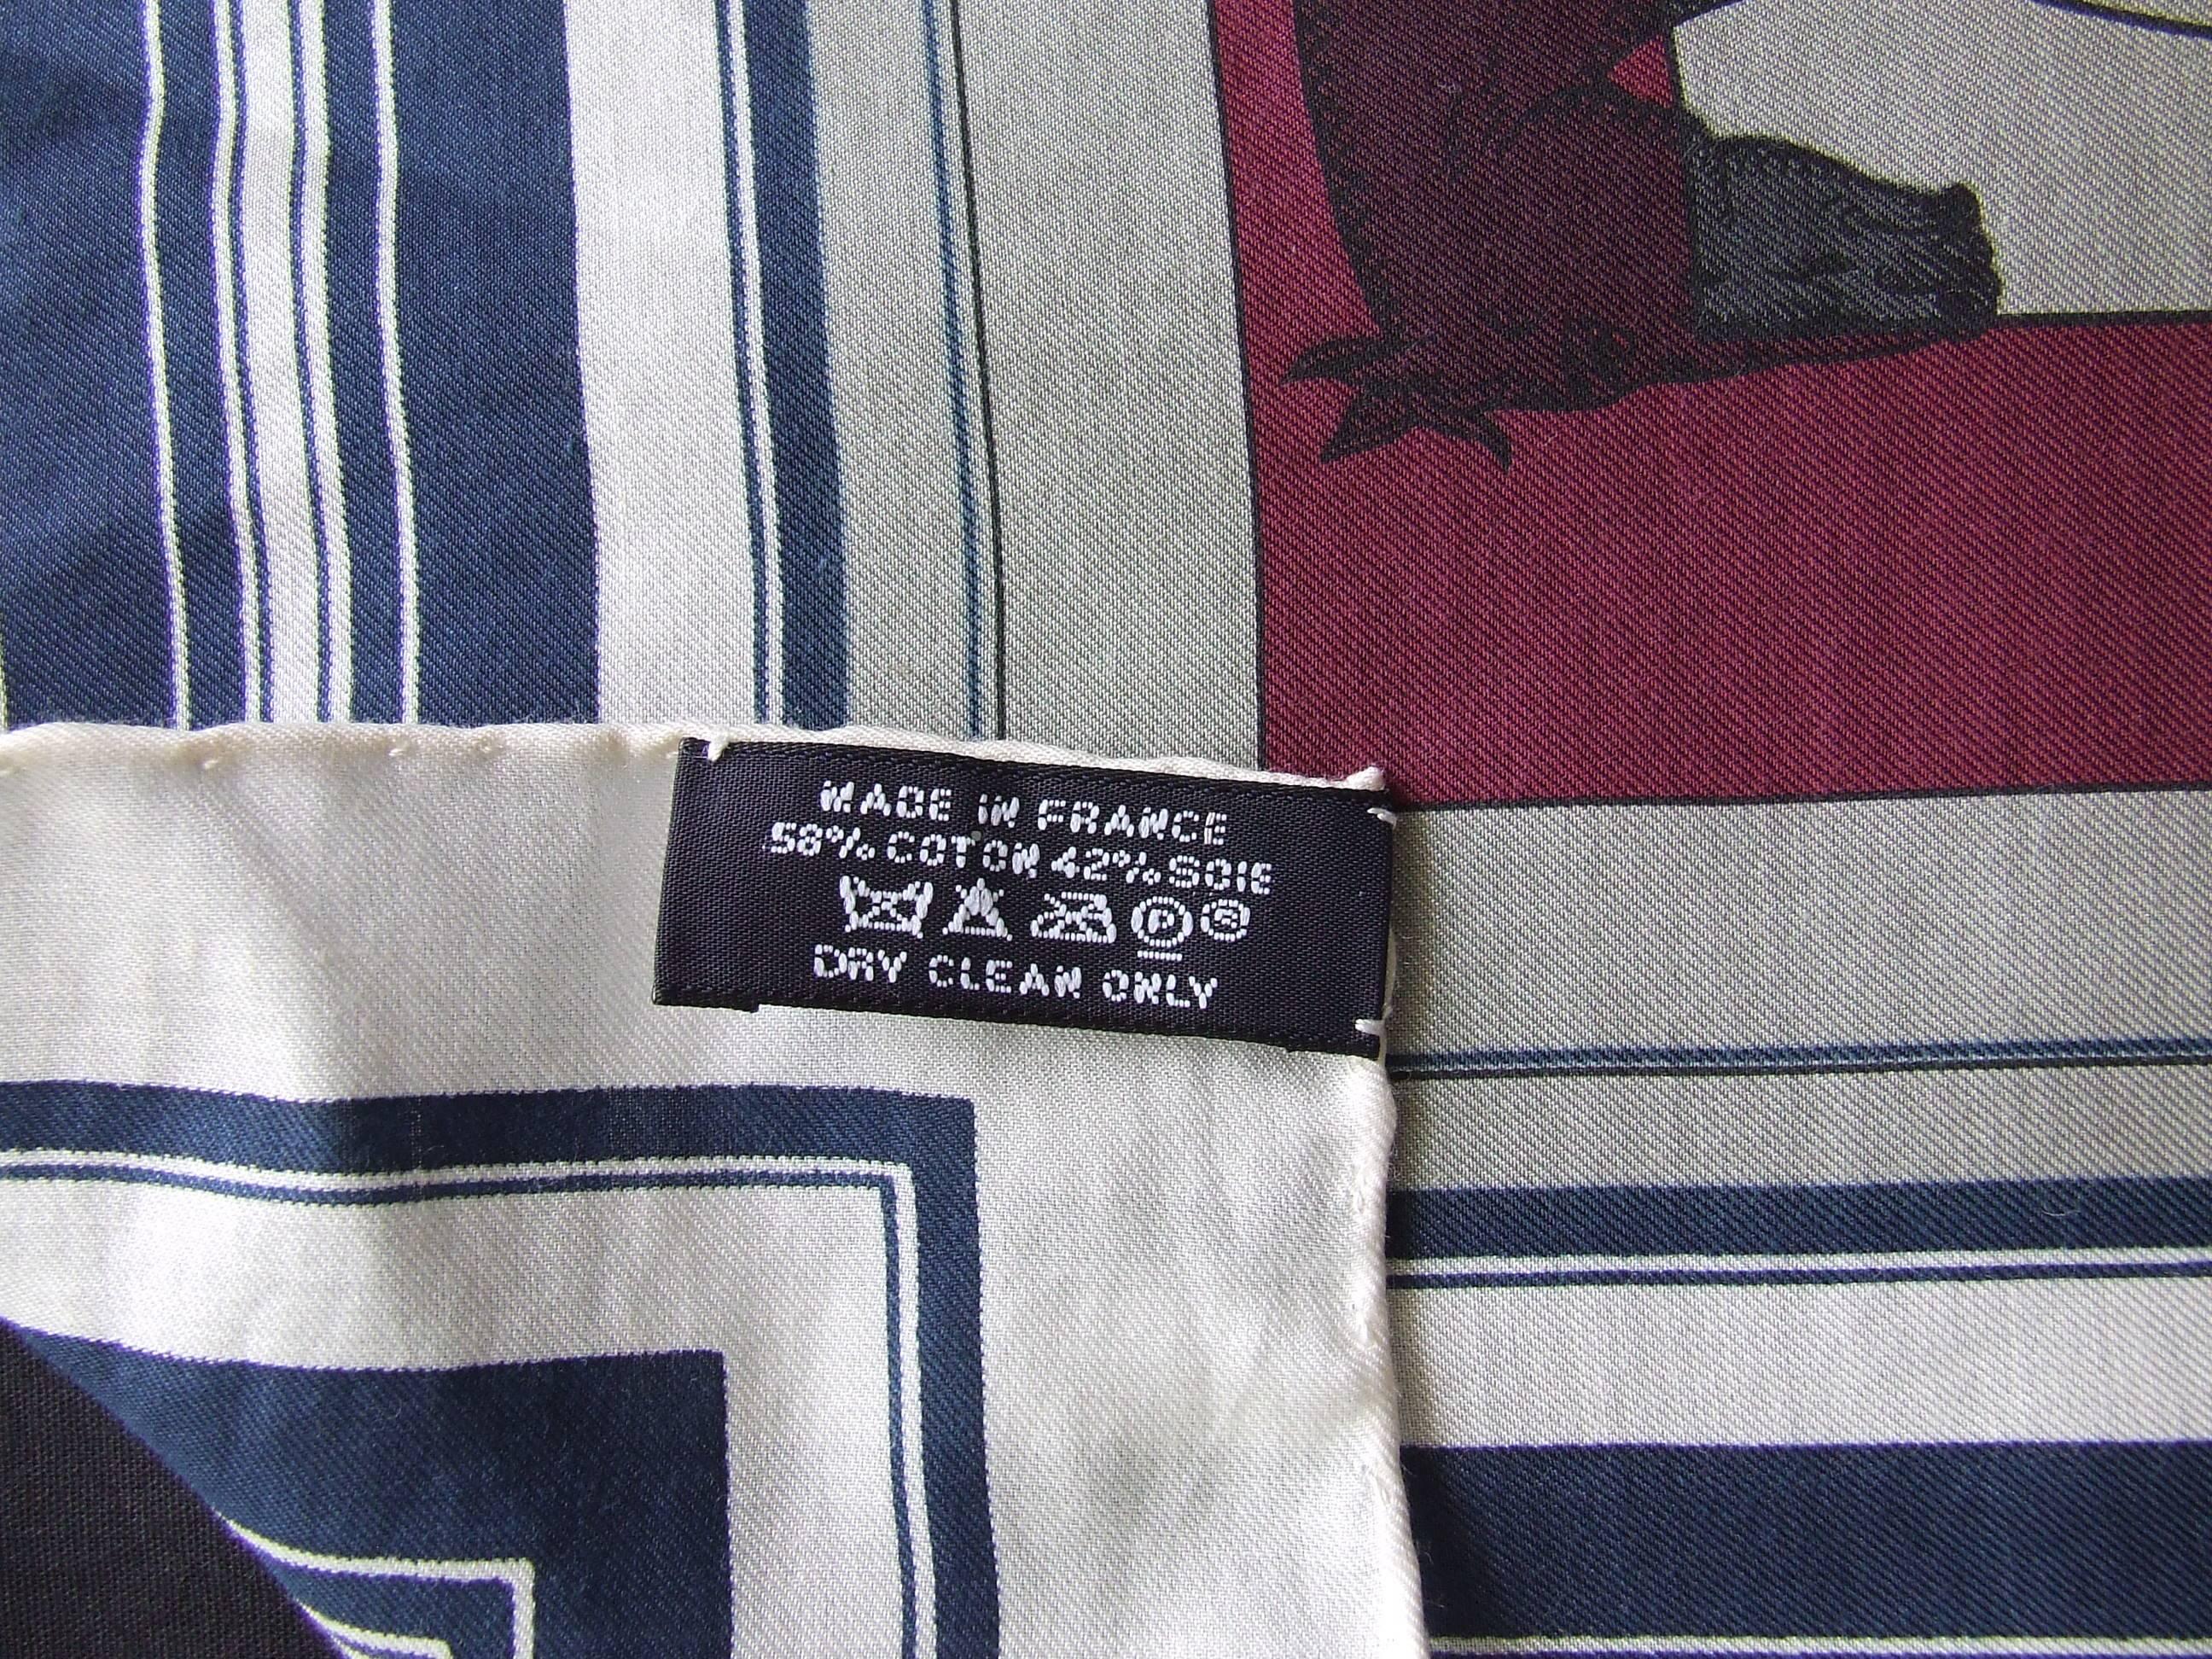 MADE IN FRANCE
58% COTON 42% SOIE
P ®
DRY CLEAN ONLY